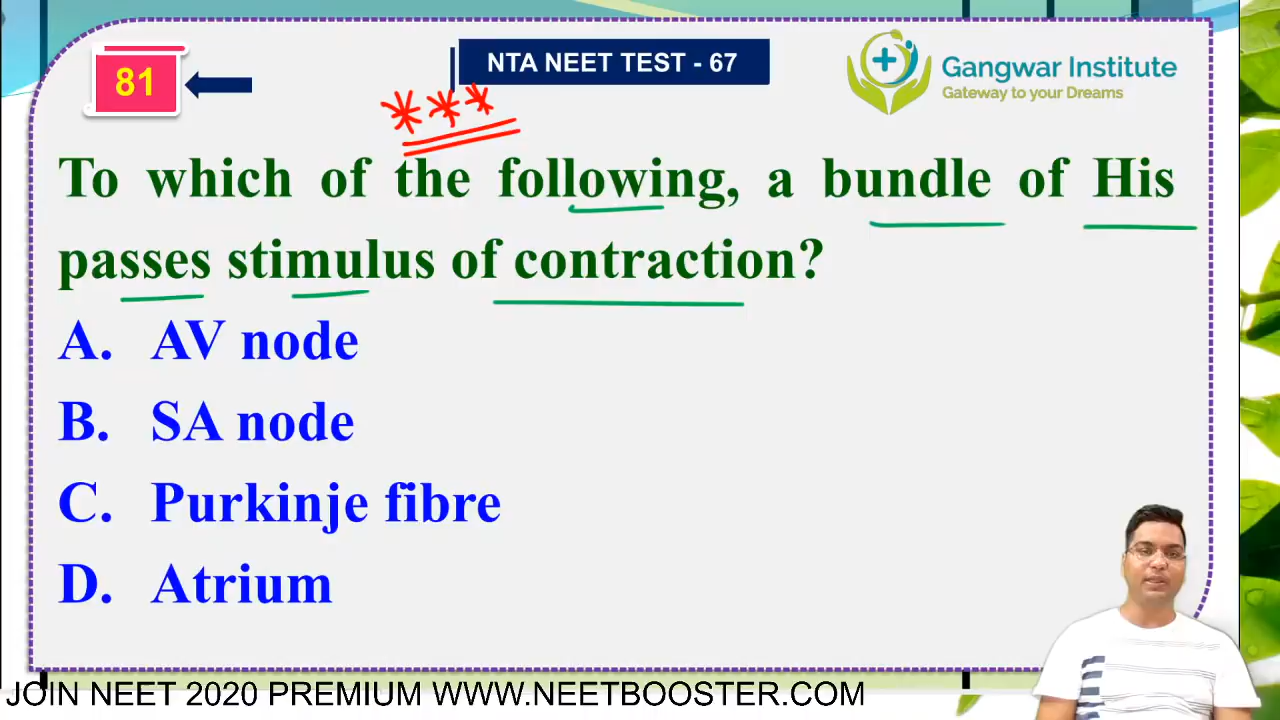 81
NTA NEET TEST - 67
Gangwar Institute
Gateway to your Dreams
To which of the following, a bundle of His
passes stimulus of contraction?
A. AV node
B. SA node
C. Purkinje fibre
D. Atrium
JOIN NEET 2020 PREMIUM WWW.NEETBOOSTER.COM